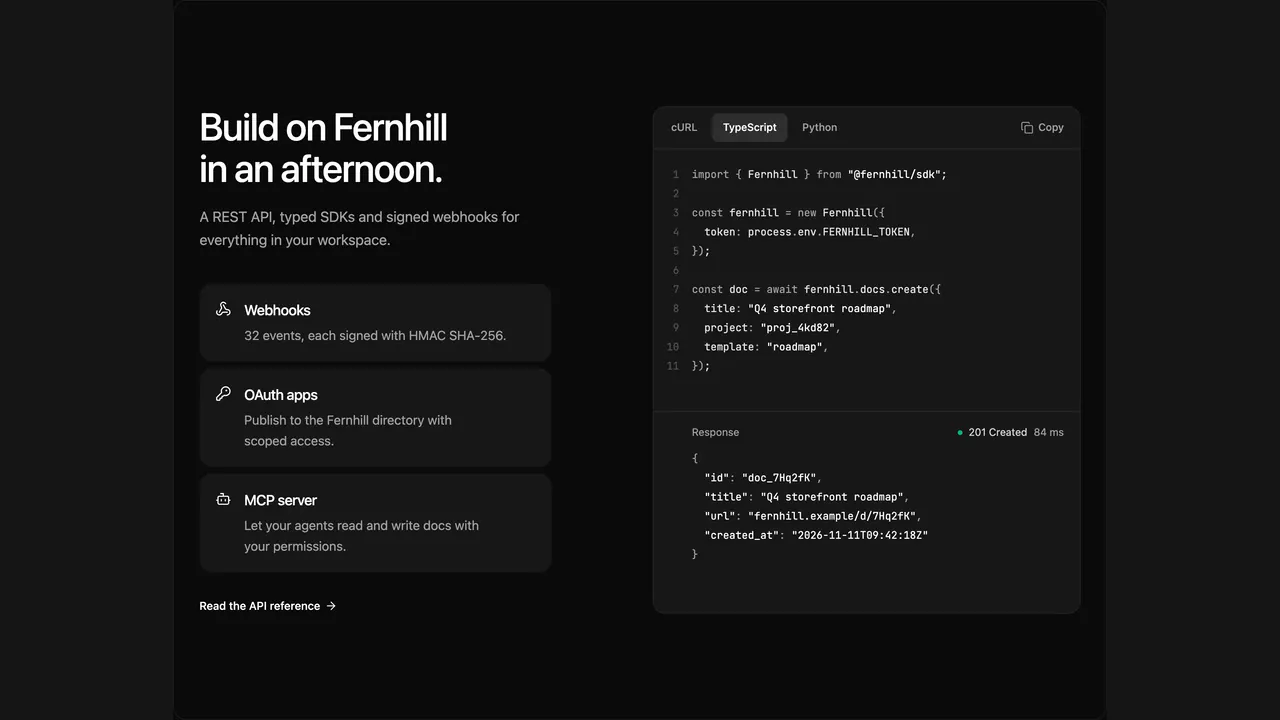 Build on Fernhill
in an afternoon.
A REST API, typed SDKs and signed webhooks for
everything in your workspace.
Webhooks
32 events, each signed with HMAC SHA-256.
OAuth apps
Publish to the Fernhill directory with
scoped access.
MCP server
Let your agents read and write docs with
your permissions.
Read the API reference →
cURL TypeScript Python Copy
1 import { Fernhill } from "@fernhill/sdk";
2
3 const fernhill = new Fernhill({
4   token: process.env.FERNHILL_TOKEN,
5 });
6
7 const doc = await fernhill.docs.create({
8   title: "Q4 storefront roadmap",
9   project: "proj_4kd82",
10   template: "roadmap",
11 });
Response 201 Created 84 ms
{
  "id": "doc_7Hq2fK",
  "title": "Q4 storefront roadmap",
  "url": "fernhill.example/d/7Hq2fK",
  "created_at": "2026-11-11T09:42:18Z"
}